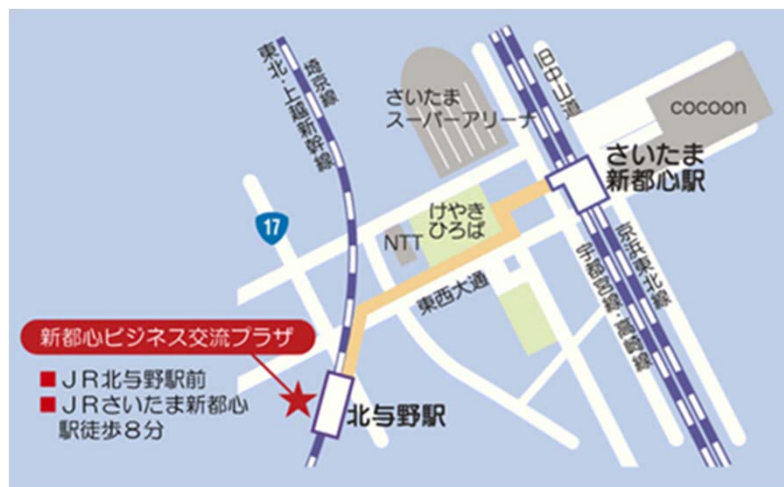 埼京線
東北・上越新幹線
さいたま
スーパーアリーナ
旧中山道
cocoon
さいたま
新都心駅
けやき
ひろば
NTT
17
東西大通
京浜東北線
宇都宮線・高崎線
新都心ビジネス交流プラザ
■JR北与野駅前
■JRさいたま新都心
駅徒歩8分
北与野駅